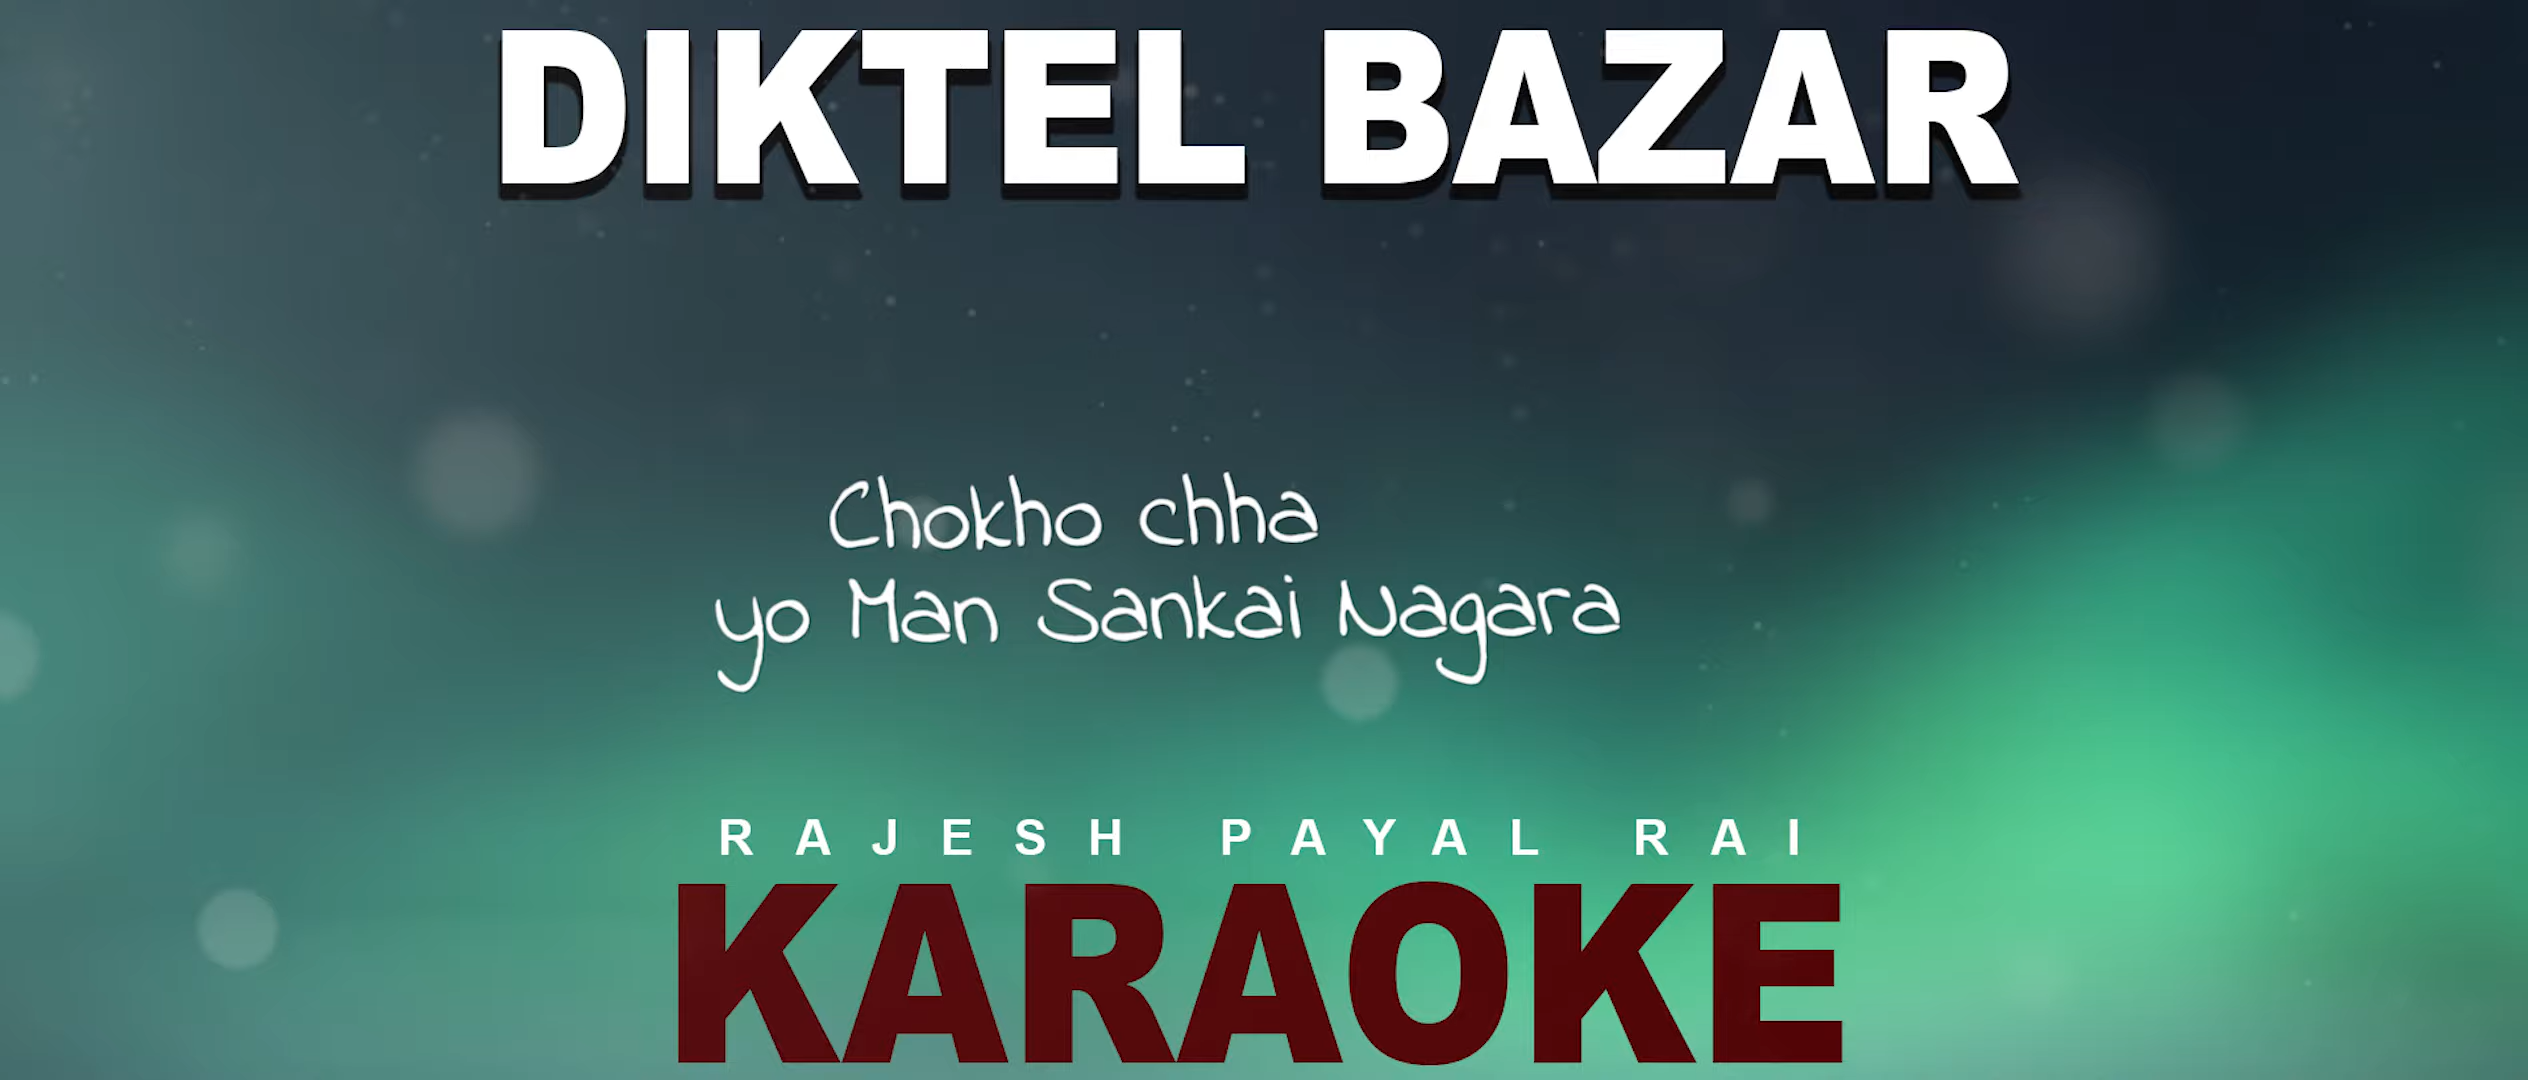 DIKTEL BAZAR
Chokho chha
yo Man Sankai Nagara
RAJESH PAYAL RAI
KARAOKE